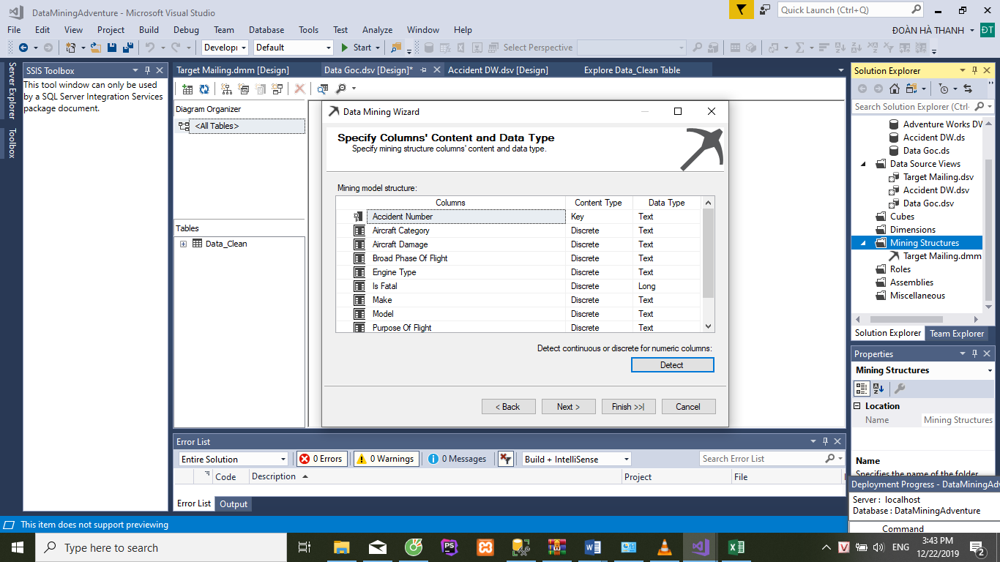 DataMiningAdventure - Microsoft Visual Studio
Quick Launch (Ctrl+Q)
File Edit View Project Build Debug Team Database Tools Test Analyze Window Help
ĐOÀN HÀ THANH ĐT
Develop Default Start Select Perspective
Server Explorer
Toolbox
SSIS Toolbox
This tool window can only be used
by a SQL Server Integration Services
package document.
Target Mailing.dmm [Design] Data Goc.dsv [Design]* Accident DW.dsv [Design] Explore Data_Clean Table
Diagram Organizer
<All Tables>
Tables
Data_Clean
Data Mining Wizard
Specify Columns' Content and Data Type
Specify mining structure columns' content and data type.
Mining model structure:
Columns Content Type Data Type
Accident Number Key Text
Aircraft Category Discrete Text
Aircraft Damage Discrete Text
Broad Phase Of Flight Discrete Text
Engine Type Discrete Text
Is Fatal Discrete Long
Make Discrete Text
Model Discrete Text
Purpose Of Flight Discrete Text
Detect continuous or discrete for numeric columns:
Detect
< Back Next > Finish >>| Cancel
Solution Explorer
Search Solution Explorer (Ctrl-
Adventure Works DW
Accident DW.ds
Data Goc.ds
Data Source Views
Target Mailing.dsv
Accident DW.dsv
Data Goc.dsv
Cubes
Dimensions
Mining Structures
Target Mailing.dmm
Roles
Assemblies
Miscellaneous
Solution Explorer Team Explorer
Properties
Mining Structures
Location
Name Mining Structures
Name
Specifies the name of the folder
Deployment Progress - DataMiningAdv
Server : localhost
Database : DataMiningAdventure
Command
Error List
Entire Solution 0 Errors 0 Warnings 0 Messages Build + IntelliSense Search Error List
Code Description Project File
Error List Output
This item does not support previewing
Type here to search
PS
W
V
ENG
3:43 PM
12/22/2019
2